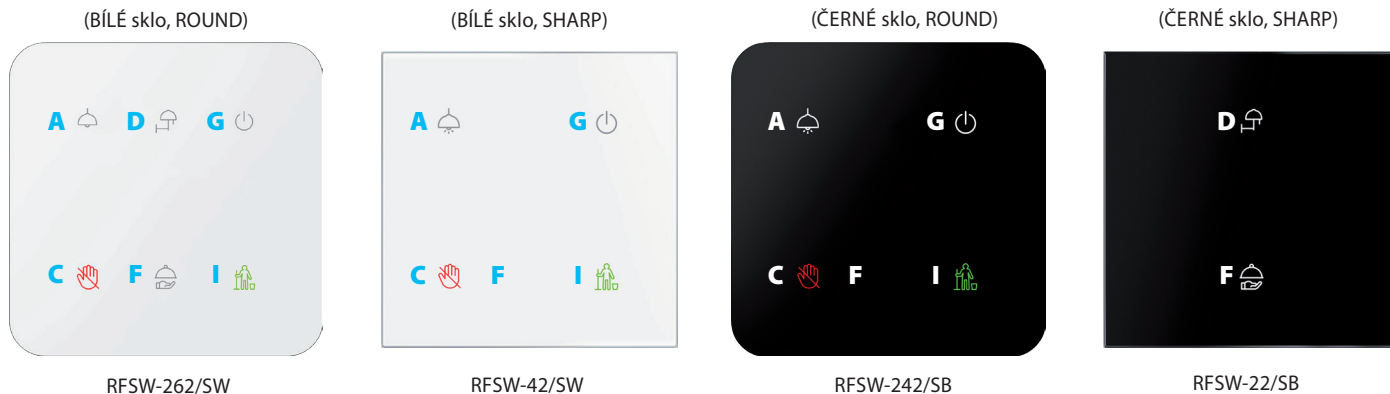 (BÍLÉ sklo, ROUND)
(BÍLÉ sklo, SHARP)
(ČERNÉ sklo, ROUND)
(ČERNÉ sklo, SHARP)
A D G
C F I
A G
C F I
A G
C F I
D
F
RFSW-262/SW
RFSW-42/SW
RFSW-242/SB
RFSW-22/SB